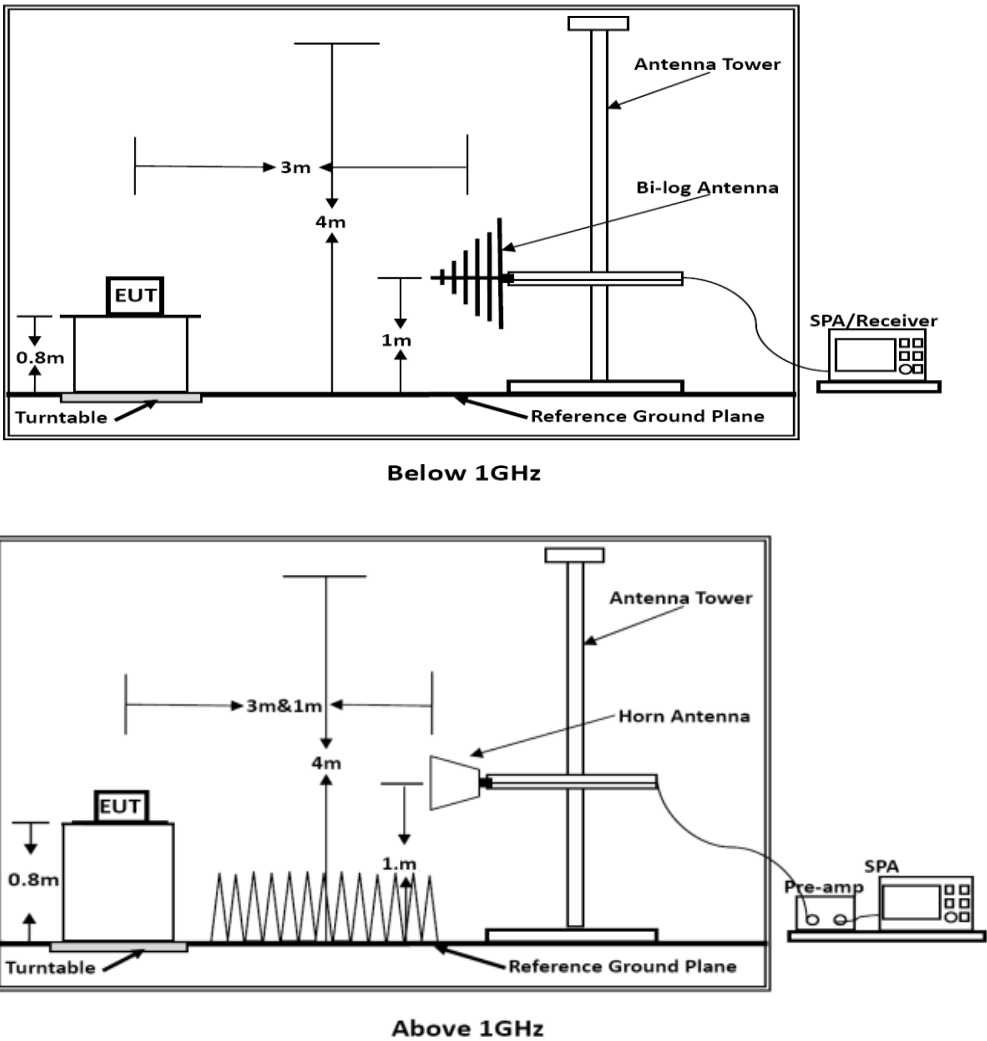 Antenna Tower
3m
Bi-log Antenna
4m
EUT
SPA/Receiver
1m
0.8m
Turntable
Reference Ground Plane
Below 1GHz
Antenna Tower
3m&1m
Horn Antenna
4m
EUT
1.m
SPA
0.8m
Pre-amp
Turntable
Reference Ground Plane
Above 1GHz